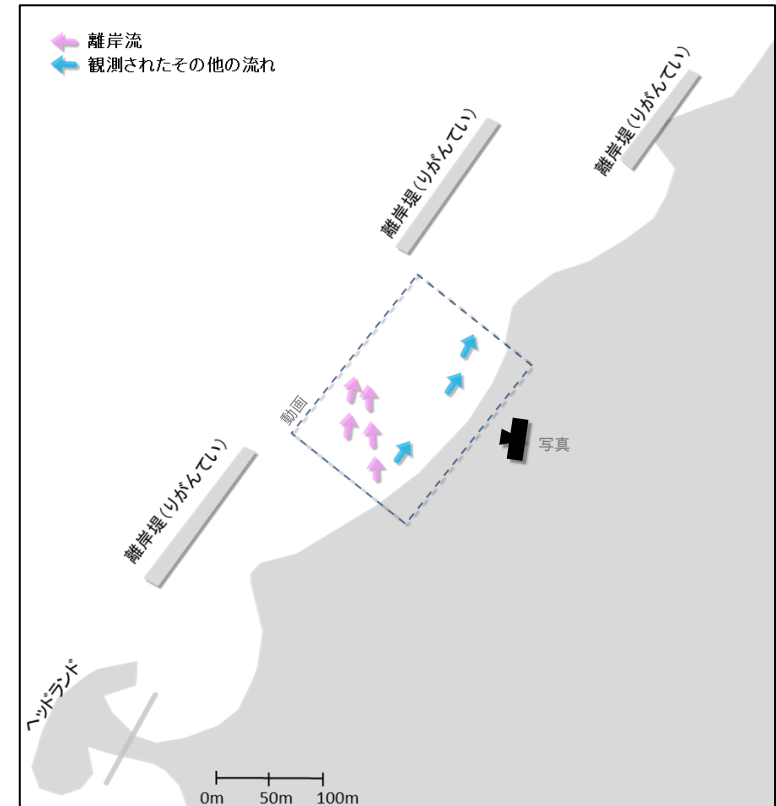 離岸流
観測されたその他の流れ
離岸堤(りがんてい)
離岸堤(りがんてい)
動画
写真
離岸堤(りがんてい)
ヘッドランド
0m 50m 100m